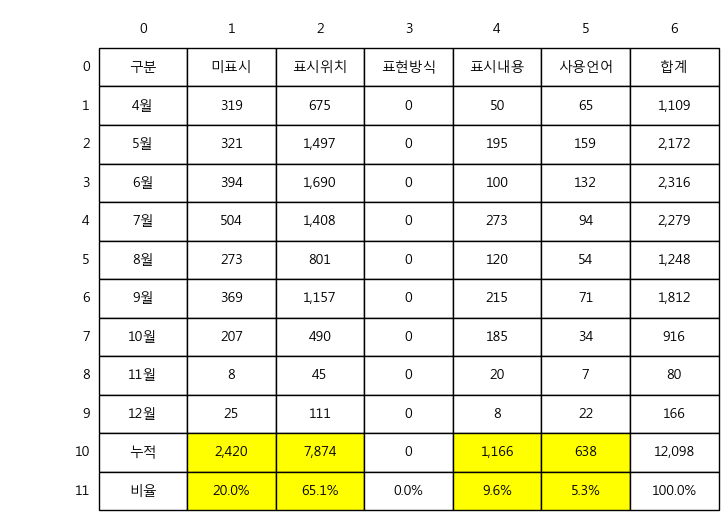 0 1 2 3 4 5 6
0 구분 미표시 표시위치 표현방식 표시내용 사용언어 합계
1 4월 319 675 0 50 65 1,109
2 5월 321 1,497 0 195 159 2,172
3 6월 394 1,690 0 100 132 2,316
4 7월 504 1,408 0 273 94 2,279
5 8월 273 801 0 120 54 1,248
6 9월 369 1,157 0 215 71 1,812
7 10월 207 490 0 185 34 916
8 11월 8 45 0 20 7 80
9 12월 25 111 0 8 22 166
10 누적 2,420 7,874 0 1,166 638 12,098
11 비율 20.0% 65.1% 0.0% 9.6% 5.3% 100.0%